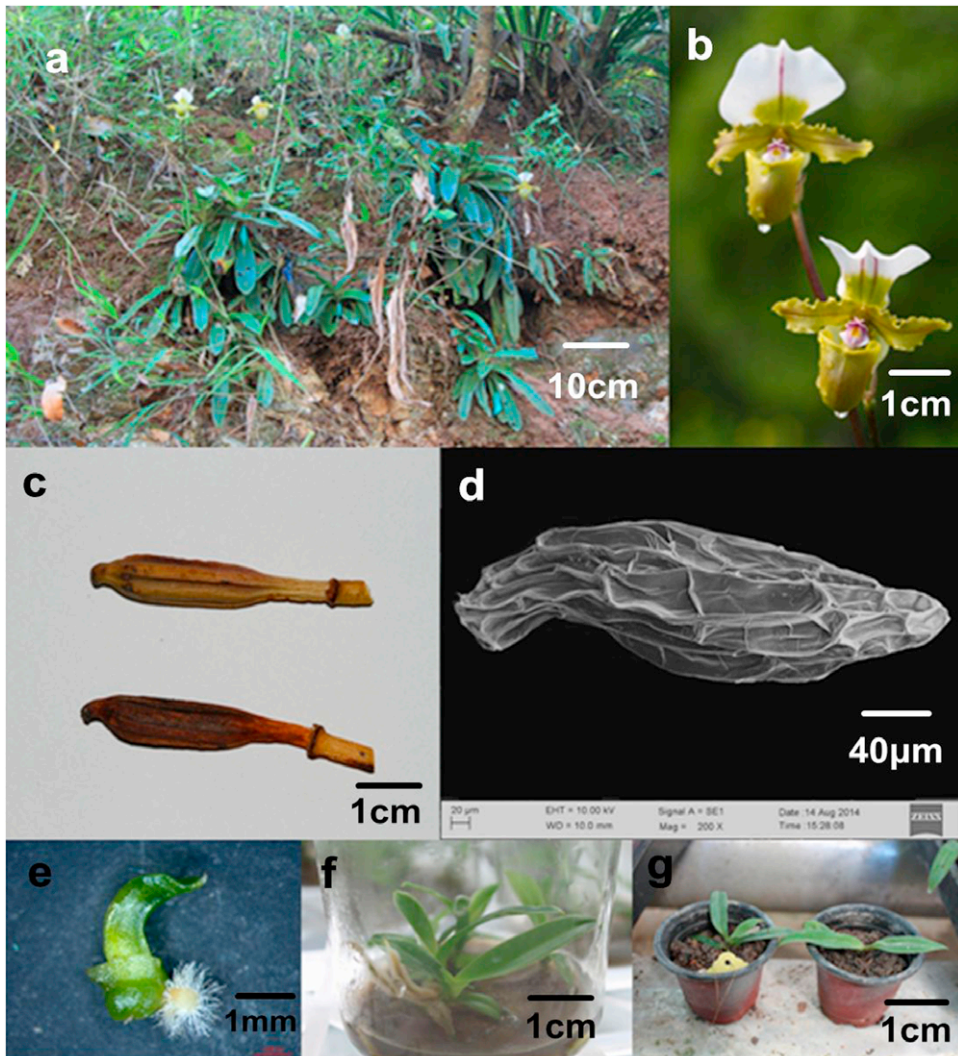 a
10cm
b
1cm
c
1cm
d
40μm
20 μm
EHT = 10.00 kV
WD = 10.0 mm
Signal A = SE1
Mag = 200 X
Date :14 Aug 2014
Time :15:28:08
ZEISS
e
1mm
f
1cm
g
1cm